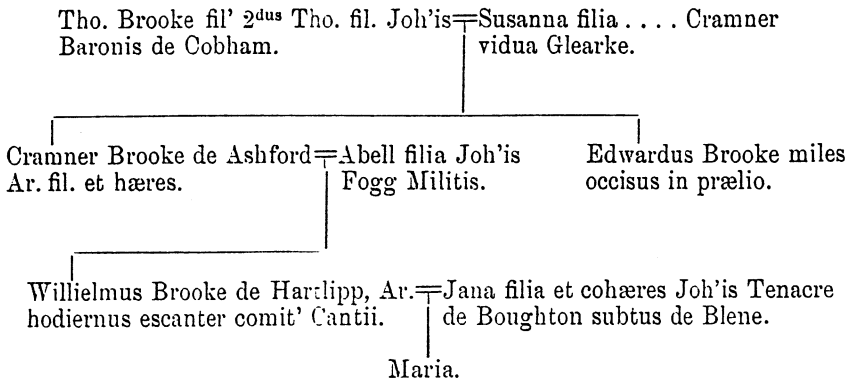 Tho. Brooke fil' 2dus Tho. fil. Joh'is=Susanna filia .... Cramner
Baronis de Cobham. vidua Glearke.
Cramner Brooke de Ashford=Abell filia Joh'is Edwardus Brooke miles
Ar. fil. et hæres. Fogg Militis. occisus in prælio.
Willielmus Brooke de Hartlipp, Ar.=Jana filia et cohæres Joh'is Tenacre
hodiernus escanter comit' Cantii. de Boughton subtus de Blene.
Maria.